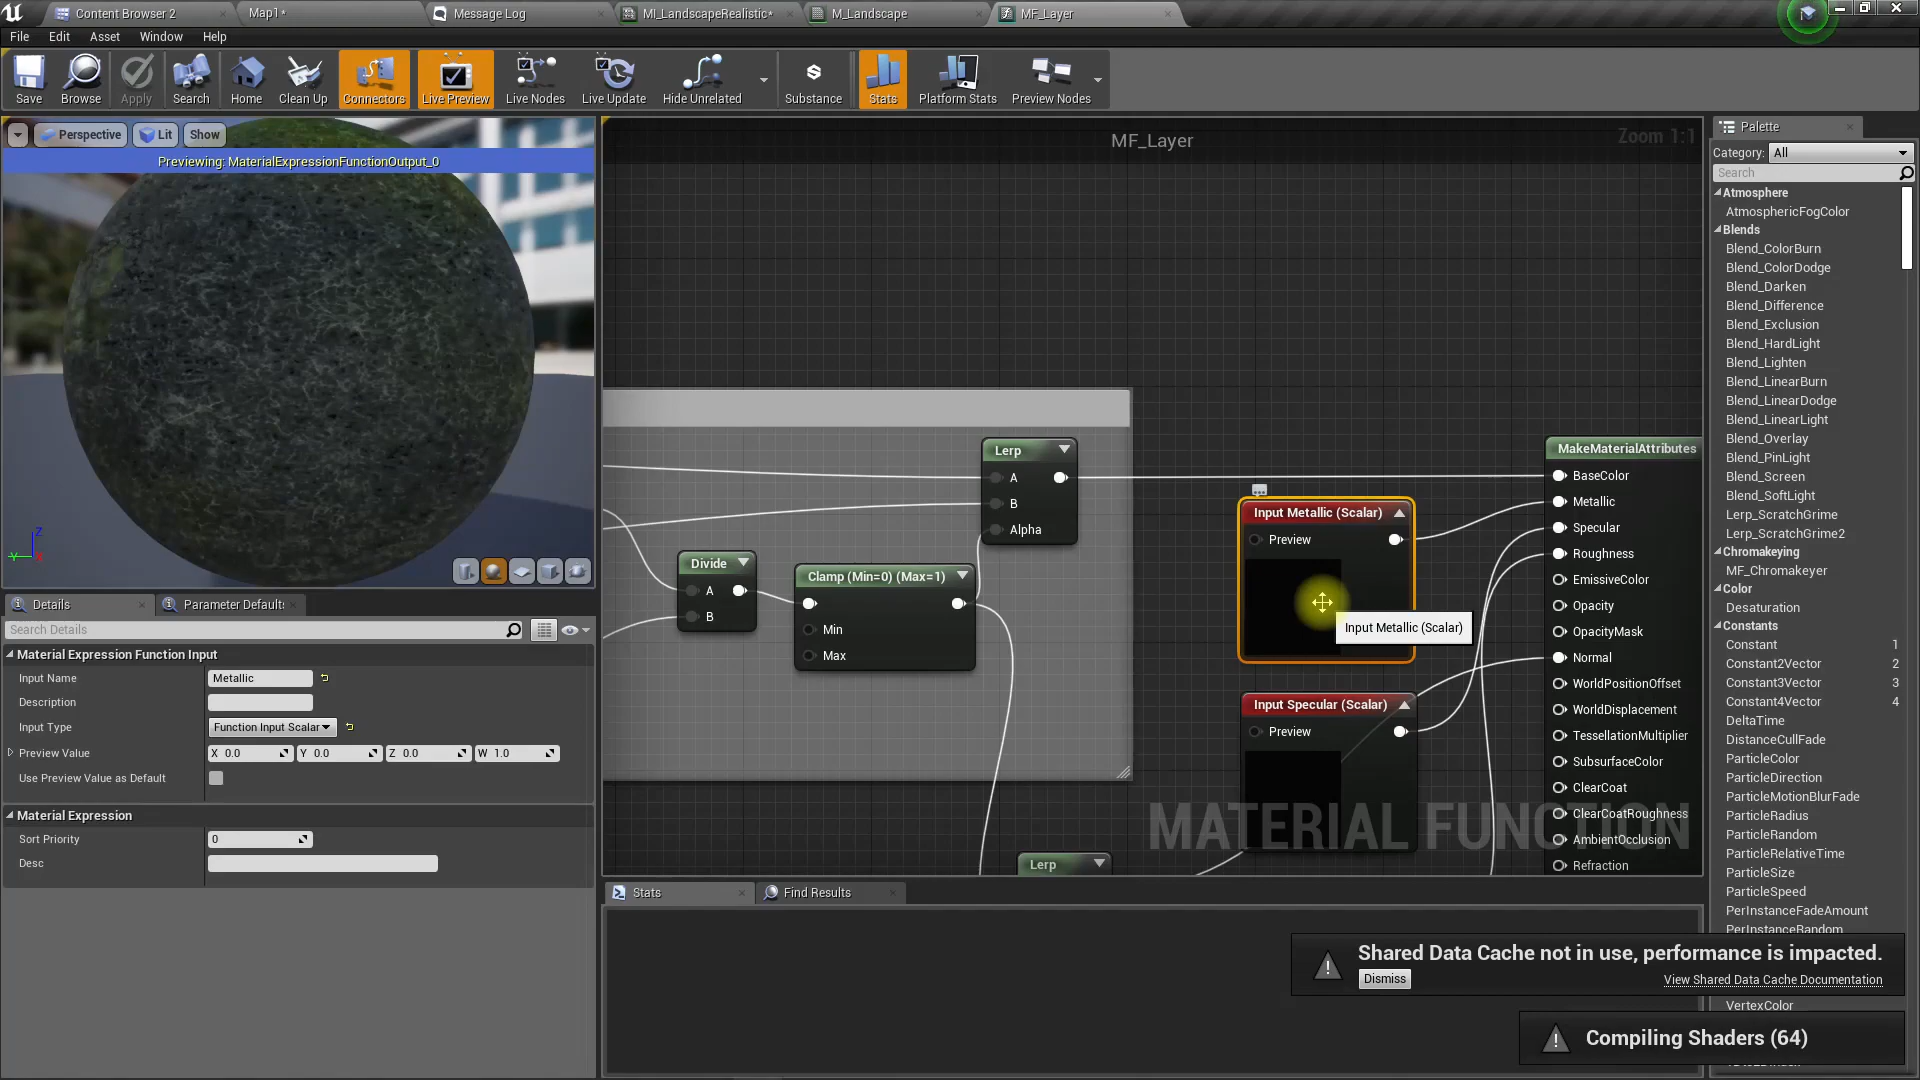 Content Browser 2
Map1*
Message Log
MI_LandscapeRealistic*
M_Landscape
MF_Layer
File Edit Asset Window Help
Save
Browse
Apply
Search
Home
Clean Up
Connectors
Live Preview
Live Nodes
Live Update
Hide Unrelated
Substance
Stats
Platform Stats
Preview Nodes
Perspective
Lit
Show
Previewing: MaterialExpressionFunctionOutput_0
Z
Y
X
Details
Parameter Defaults
Search Details
Material Expression Function Input
Input Name Metallic
Description
Input Type Function Input Scalar
Preview Value X 0.0 Y 0.0 Z 0.0 W 1.0
Use Preview Value as Default
Material Expression
Sort Priority 0
Desc
MF_Layer
Zoom 1:1
Lerp
A
B
Alpha
Divide
A
B
Clamp (Min=0) (Max=1)
Min
Max
Input Metallic (Scalar)
Preview
Input Metallic (Scalar)
Input Specular (Scalar)
Preview
Lerp
MakeMaterialAttributes
BaseColor
Metallic
Specular
Roughness
EmissiveColor
Opacity
OpacityMask
Normal
WorldPositionOffset
WorldDisplacement
TessellationMultiplier
SubsurfaceColor
ClearCoat
ClearCoatRoughness
AmbientOcclusion
Refraction
MATERIAL FUNCTION
Stats
Find Results
Palette
Category: All
Search
Atmosphere
AtmosphericFogColor
Blends
Blend_ColorBurn
Blend_ColorDodge
Blend_Darken
Blend_Difference
Blend_Exclusion
Blend_HardLight
Blend_Lighten
Blend_LinearBurn
Blend_LinearDodge
Blend_LinearLight
Blend_Overlay
Blend_PinLight
Blend_Screen
Blend_SoftLight
Lerp_ScratchGrime
Lerp_ScratchGrime2
Chromakeying
MF_Chromakeyer
Color
Desaturation
Constants
Constant 1
Constant2Vector 2
Constant3Vector 3
Constant4Vector 4
DeltaTime
DistanceCullFade
ParticleColor
ParticleDirection
ParticleMotionBlurFade
ParticleRadius
ParticleRandom
ParticleRelativeTime
ParticleSize
ParticleSpeed
PerInstanceFadeAmount
PerInstanceRandom
VertexColor
Shared Data Cache not in use, performance is impacted.
Dismiss
View Shared Data Cache Documentation
Compiling Shaders (64)